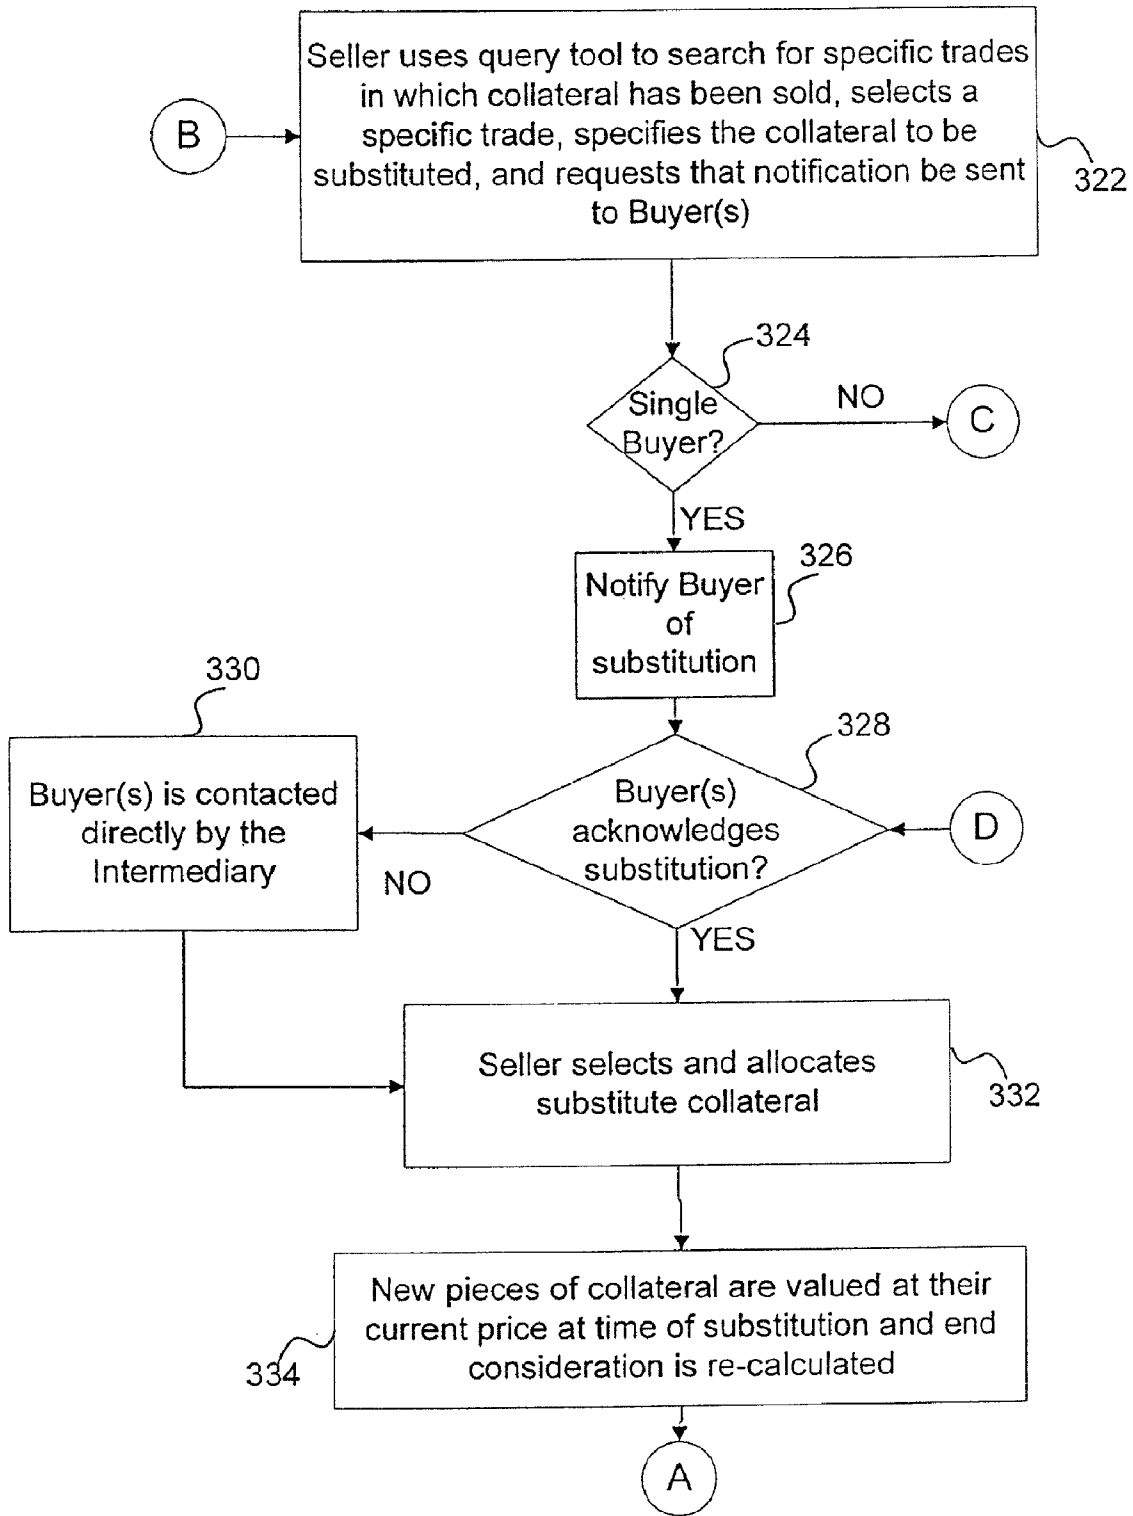 Seller uses query tool to search for specific trades
in which collateral has been sold, selects a
specific trade, specifies the collateral to be
substituted, and requests that notification be sent
to Buyer(s)
B
322
324
Single
Buyer?
NO
C
YES
326
Notify Buyer
of
substitution
330
328
Buyer(s) is contacted
directly by the
Intermediary
Buyer(s)
acknowledges
substitution?
D
NO
YES
Seller selects and allocates
substitute collateral
332
New pieces of collateral are valued at their
current price at time of substitution and end
consideration is re-calculated
334
A